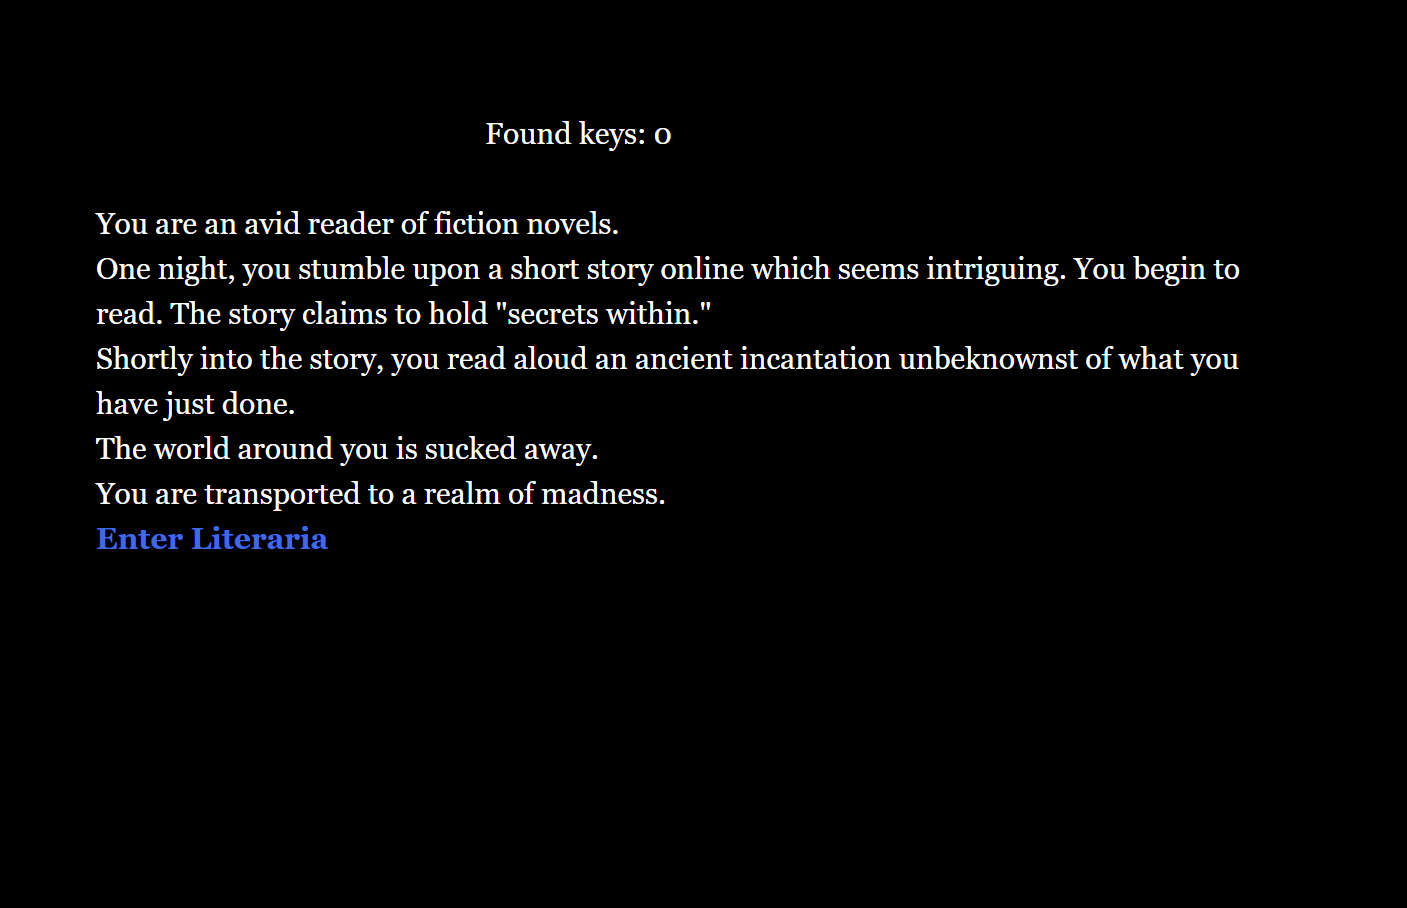 Found keys: 0
You are an avid reader of fiction novels.
One night, you stumble upon a short story online which seems intriguing. You begin to
read. The story claims to hold "secrets within."
Shortly into the story, you read aloud an ancient incantation unbeknownst of what you
have just done.
The world around you is sucked away.
You are transported to a realm of madness.
Enter Literaria